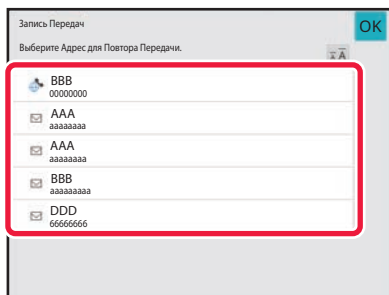 Запись Передач
OK
Выберите Адрес для Повтора Передачи.
A
BBB
00000000
AAA
aaaaaaaa
AAA
aaaaaaaa
BBB
aaaaaaaaa
DDD
66666666